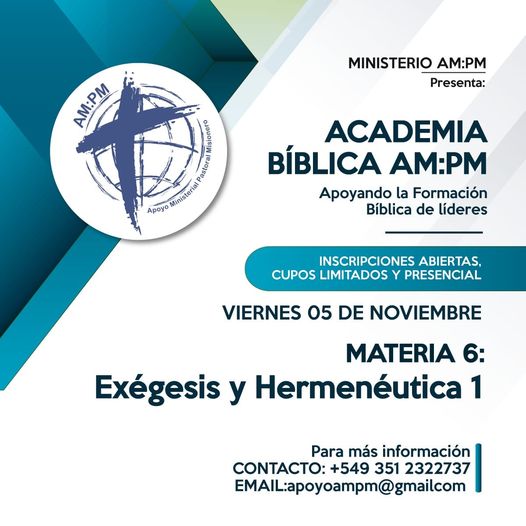 AM:PM
Apoyo Ministerial Pastoral Misionero
MINISTERIO AM:PM
Presenta:
ACADEMIA
BÍBLICA AM:PM
Apoyando la Formación
Bíblica de líderes
INSCRIPCIONES ABIERTAS,
CUPOS LIMITADOS Y PRESENCIAL
VIERNES 05 DE NOVIEMBRE
MATERIA 6:
Exégesis y Hermenéutica 1
Para más información
CONTACTO: +549 351 2322737
EMAIL:apoyoampm@gmailcom